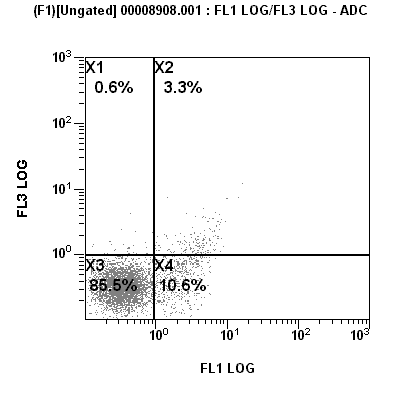 (F1)[Ungated] 00008908.001 : FL1 LOG/FL3 LOG - ADC
10³
X1 X2
0.6% 3.3%
10²
10¹
FL3 LOG
10⁰
X3 X4
85.5% 10.6%
10⁰ 10¹ 10² 10³
FL1 LOG